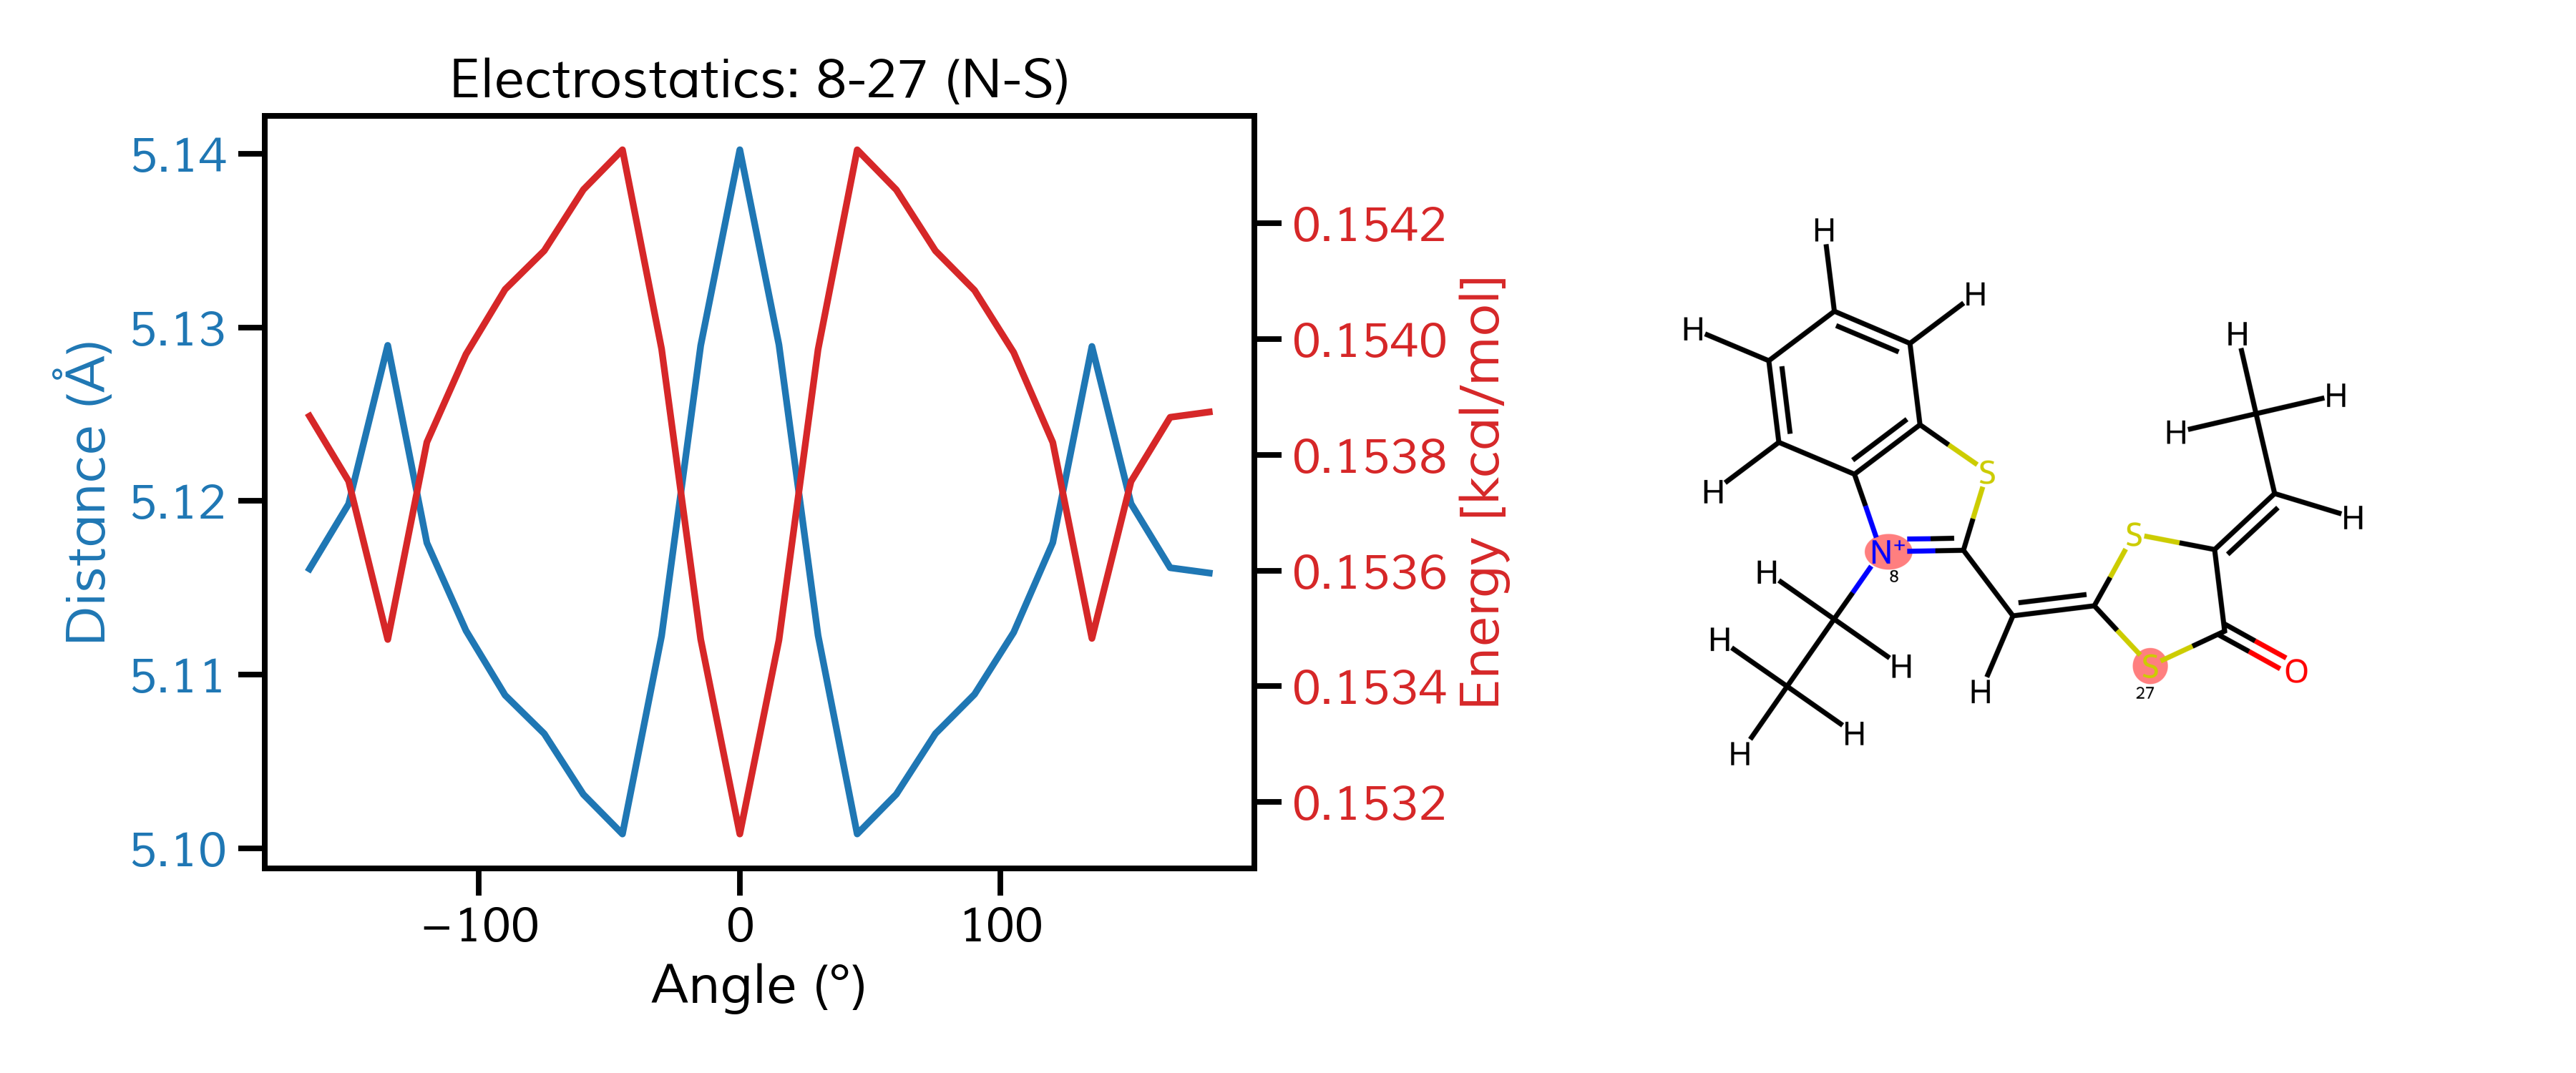 Electrostatics: 8-27 (N-S)
5.14
5.13
5.12
5.11
5.10
Distance (Å)
−100
0
100
Angle (°)
0.1542
0.1540
0.1538
0.1536
0.1534
0.1532
Energy [kcal/mol]
H
H
H
H
H
H
H
S
H
H
S
N+
8
H
H
H
S
27
O
H
H
H